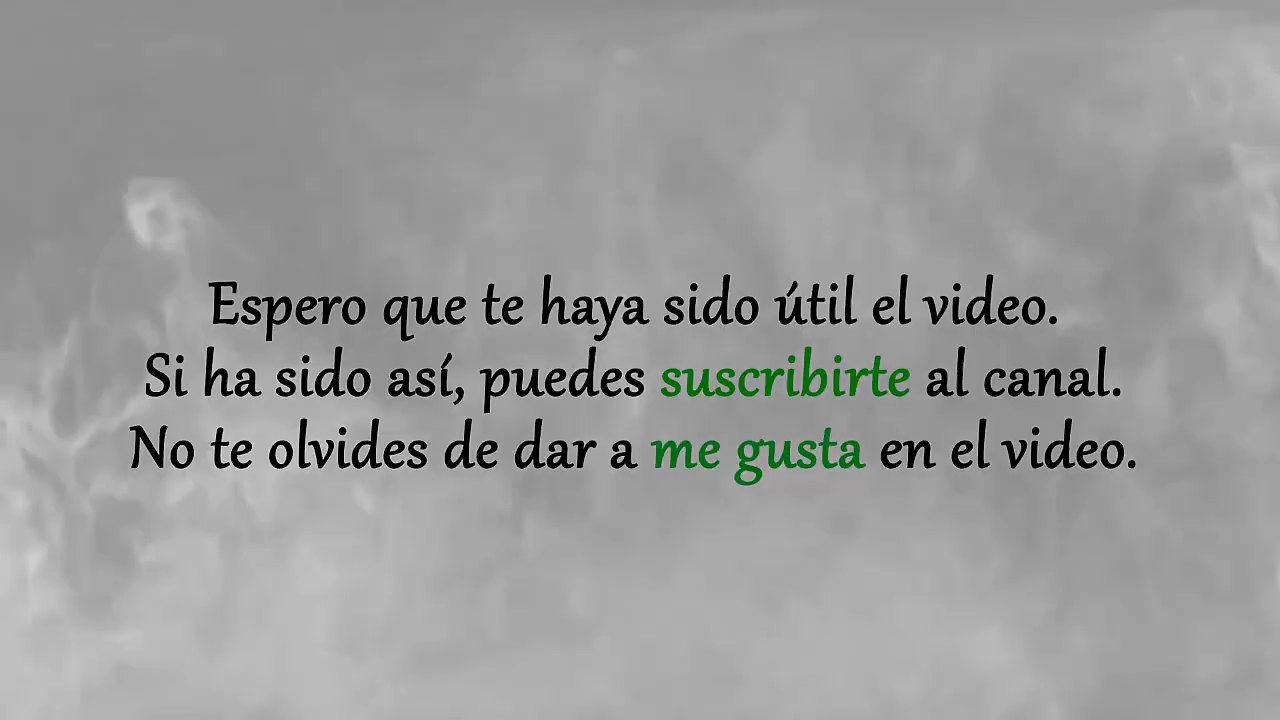 Espero que te haya sido útil el video.
Si ha sido así, puedes suscribirte al canal.
No te olvides de dar a me gusta en el video.